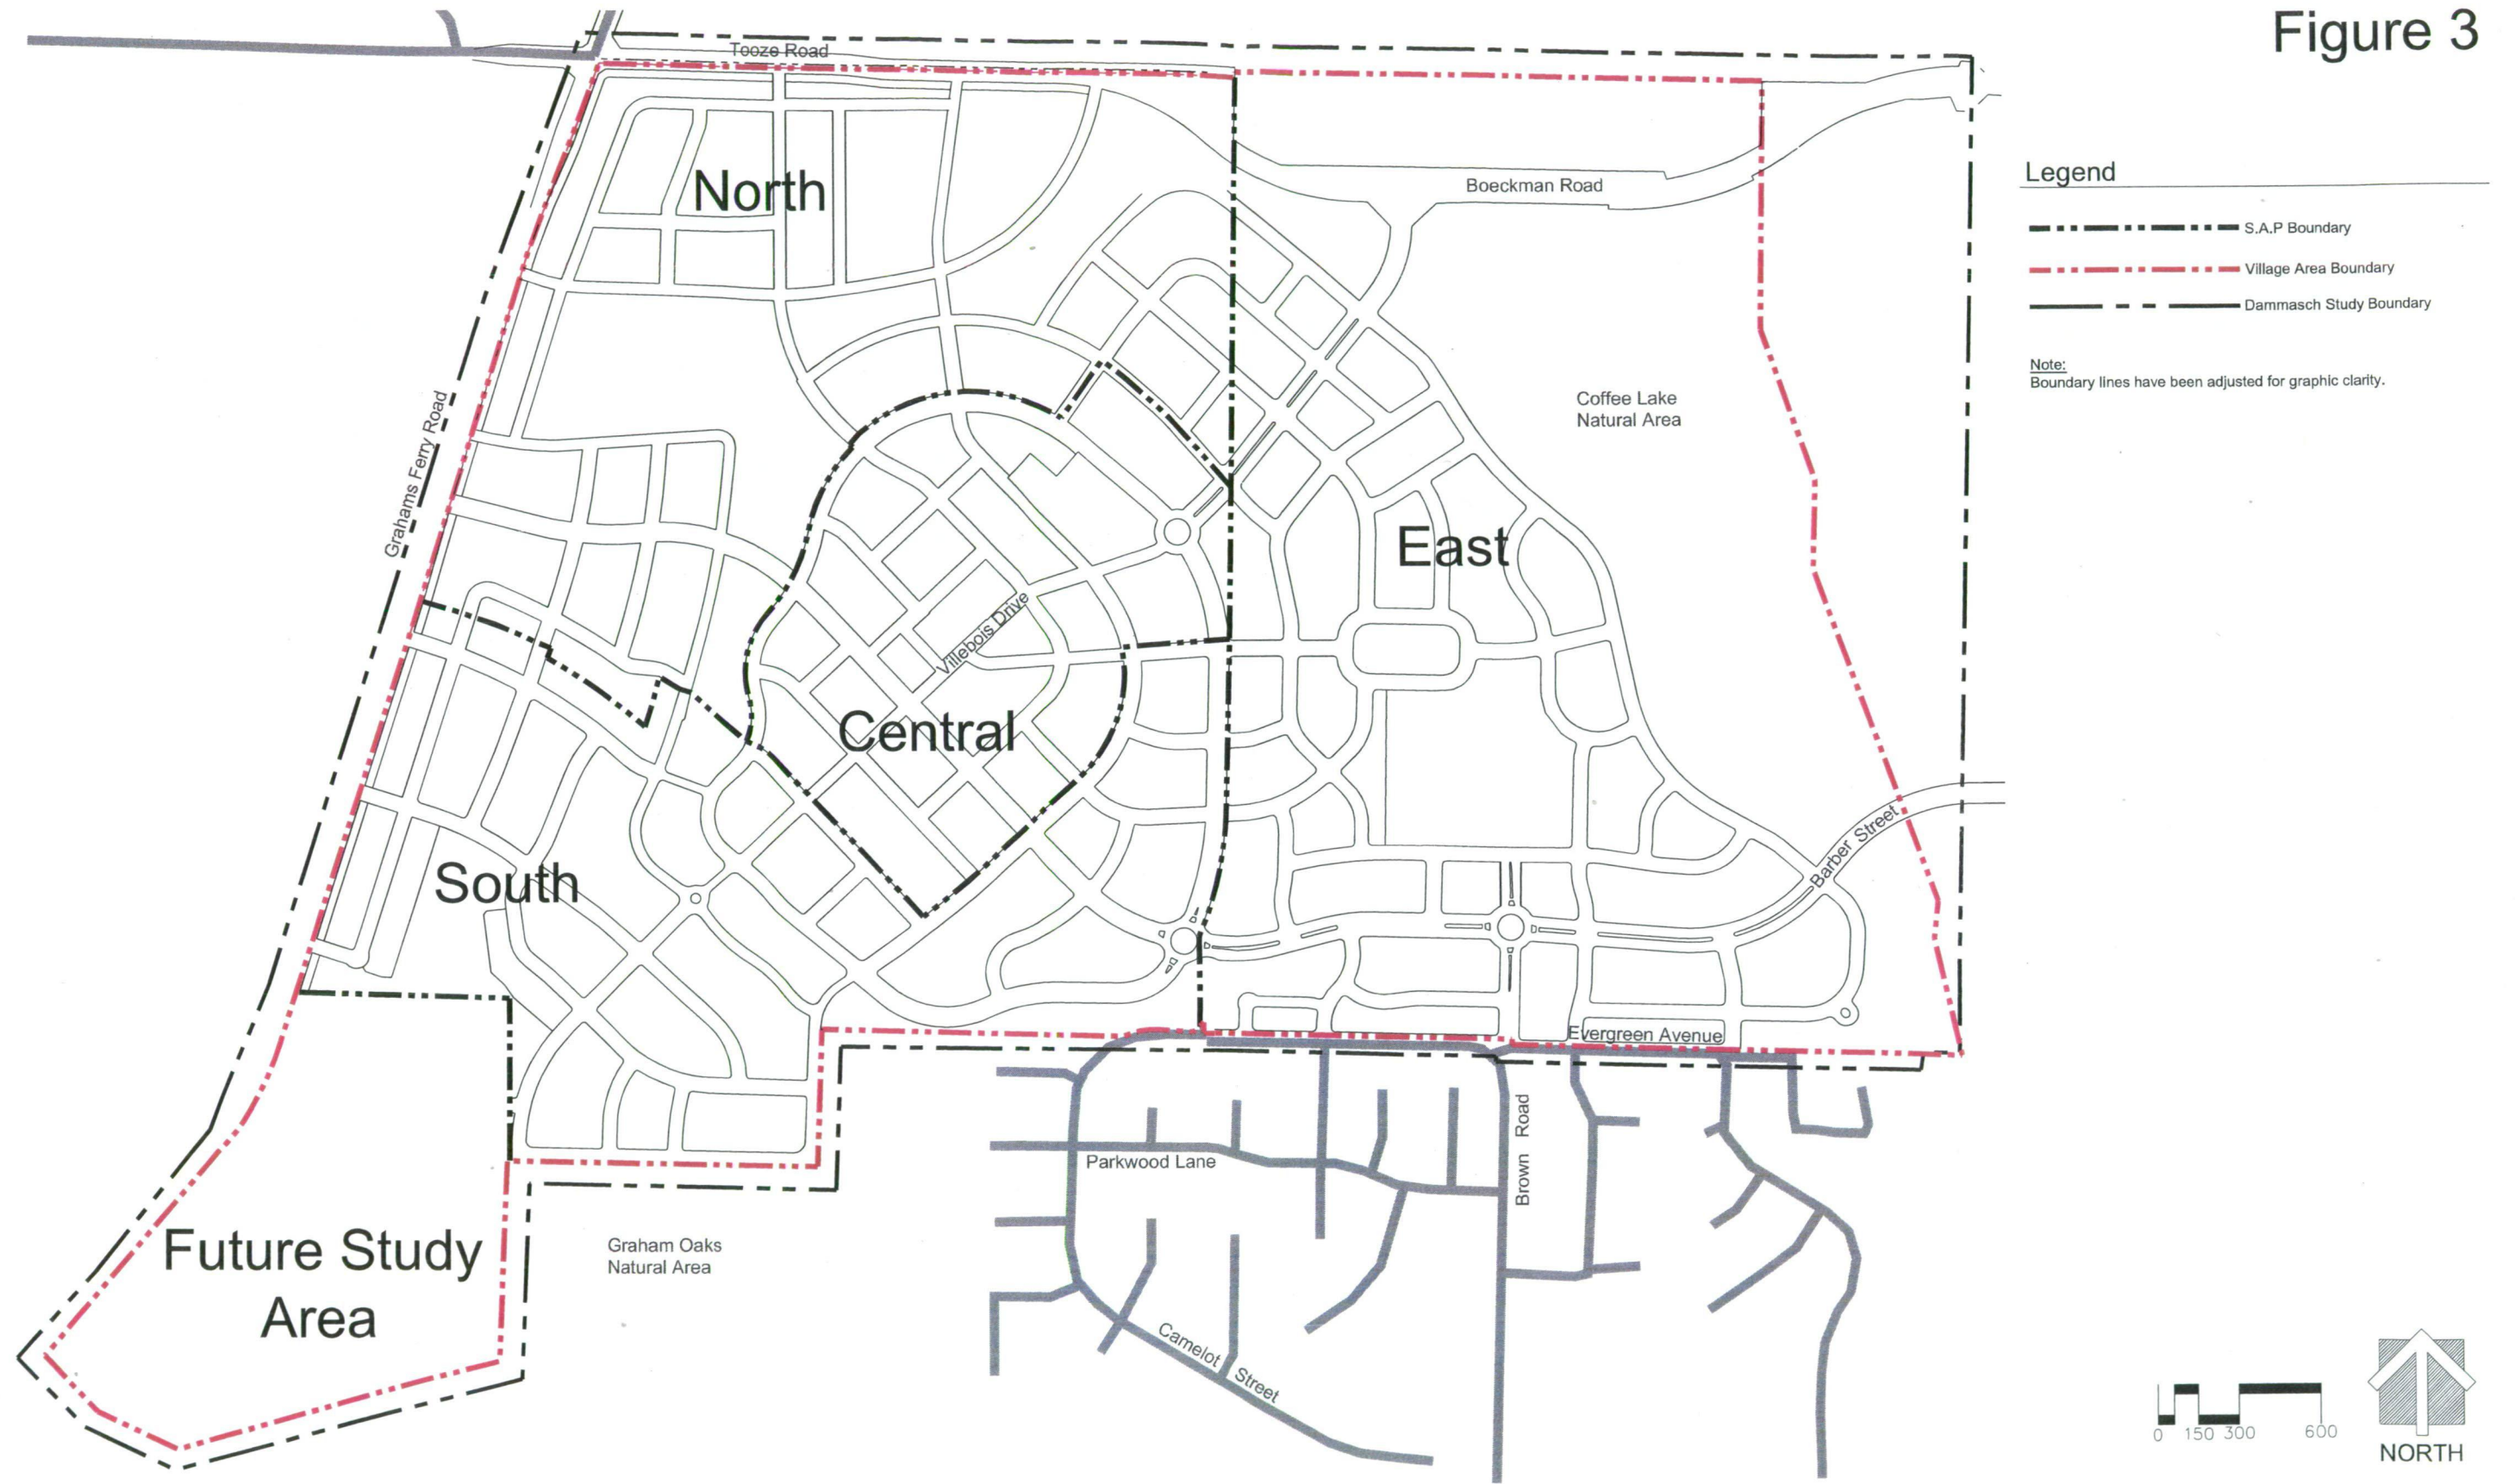 Figure 3
Tooze Road
North
Boeckman Road
Legend
S.A.P Boundary
Village Area Boundary
Dammasch Study Boundary
Note:
Boundary lines have been adjusted for graphic clarity.
Coffee Lake
Natural Area
Grahams Ferry Road
East
Villebois Drive
Central
Barber Street
South
Evergreen Avenue
Brown Road
Parkwood Lane
Future Study
Area
Graham Oaks
Natural Area
Camelot Street
0 150 300 600
NORTH